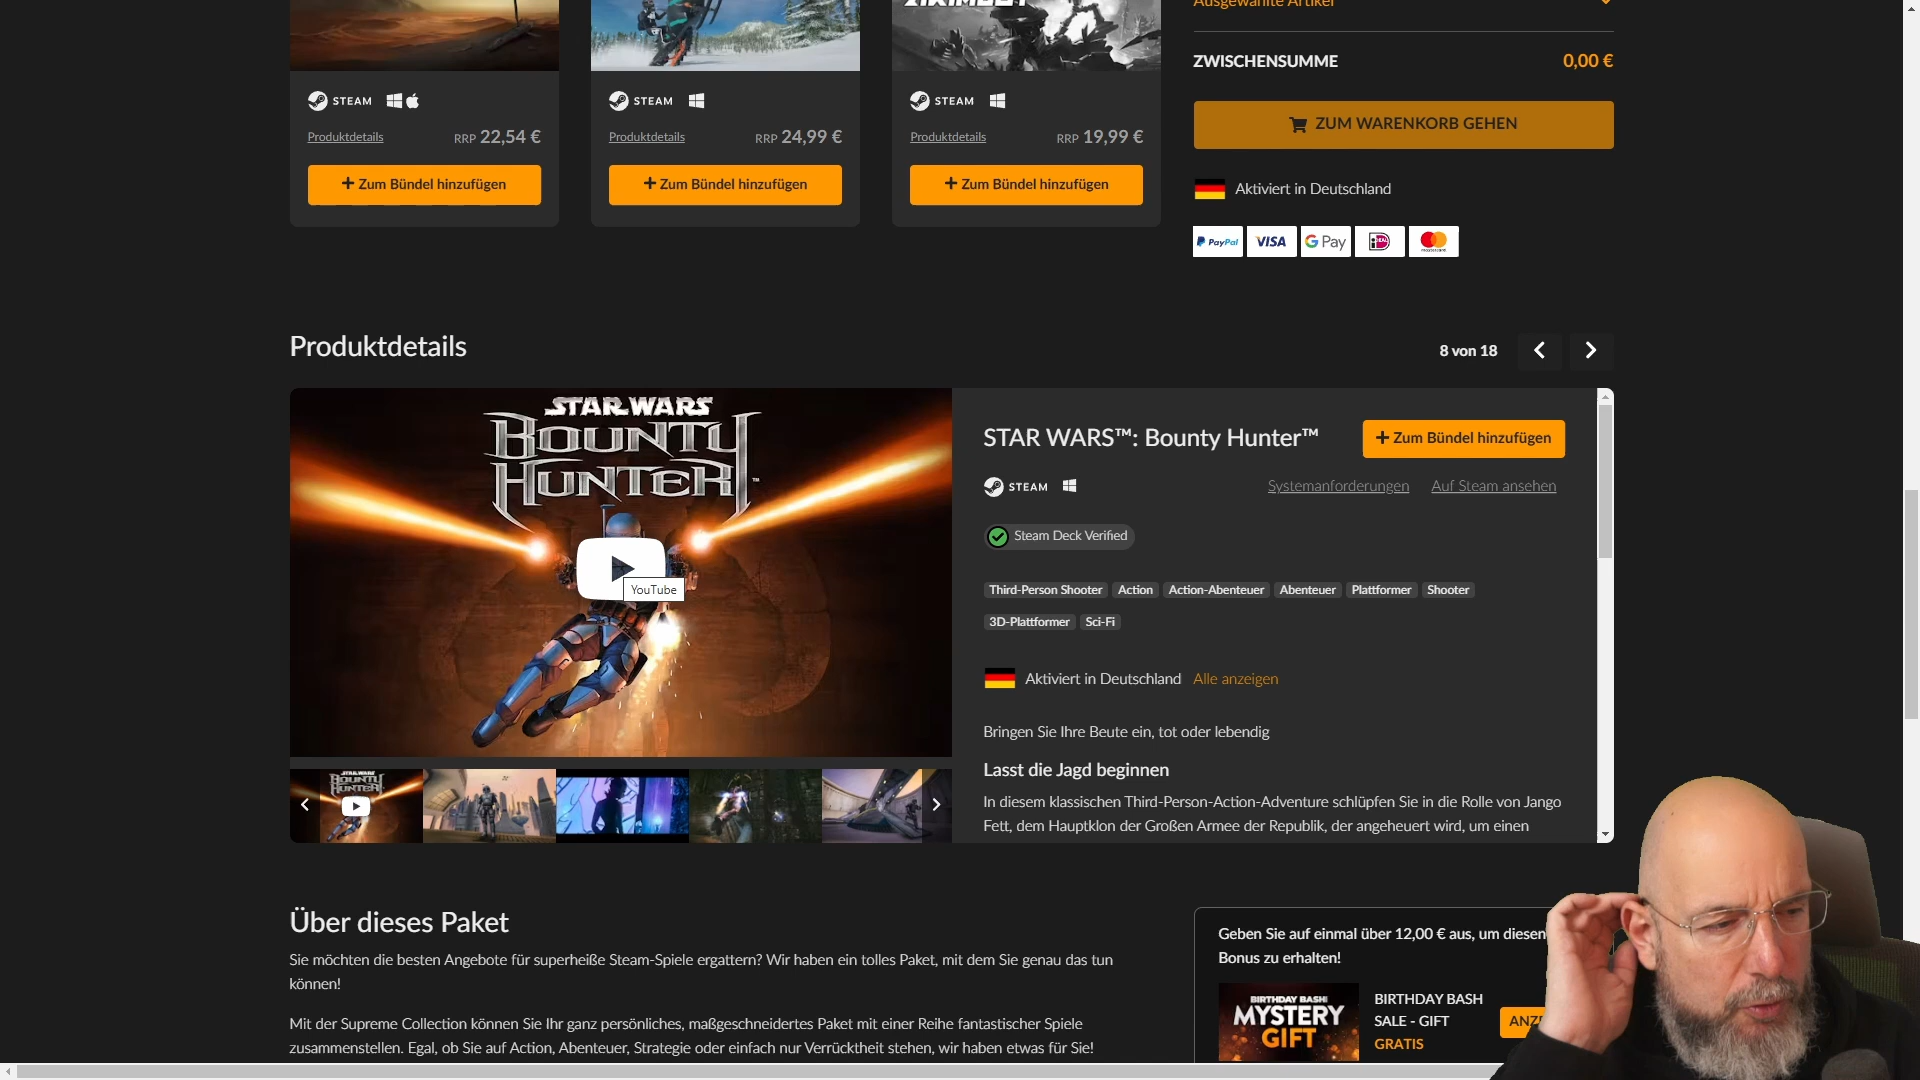 Ausgewählte Artikel
ZWISCHENSUMME 0,00 €
STEAM
STEAM
STEAM
Produktdetails RRP 22,54 €
Produktdetails RRP 24,99 €
Produktdetails RRP 19,99 €
ZUM WARENKORB GEHEN
+ Zum Bündel hinzufügen
+ Zum Bündel hinzufügen
+ Zum Bündel hinzufügen
Aktiviert in Deutschland
PayPal VISA G Pay iDEAL mastercard
Produktdetails
8 von 18
STAR WARS
BOUNTY
HUNTER™
YouTube
STAR WARS™: Bounty Hunter™
+ Zum Bündel hinzufügen
STEAM
Systemanforderungen Auf Steam ansehen
Steam Deck Verified
Third-Person Shooter Action Action-Abenteuer Abenteuer Plattformer Shooter
3D-Plattformer Sci-Fi
Aktiviert in Deutschland Alle anzeigen
Bringen Sie Ihre Beute ein, tot oder lebendig
Lasst die Jagd beginnen
In diesem klassischen Third-Person-Action-Adventure schlüpfen Sie in die Rolle von Jango
Fett, dem Hauptklon der Großen Armee der Republik, der angeheuert wird, um einen
STAR WARS
BOUNTY
HUNTER
Über dieses Paket
Sie möchten die besten Angebote für superheiße Steam-Spiele ergattern? Wir haben ein tolles Paket, mit dem Sie genau das tun
können!
Mit der Supreme Collection können Sie Ihr ganz persönliches, maßgeschneidertes Paket mit einer Reihe fantastischer Spiele
zusammenstellen. Egal, ob Sie auf Action, Abenteuer, Strategie oder einfach nur Verrücktheit stehen, wir haben etwas für Sie!
Geben Sie auf einmal über 12,00 € aus, um diesen
Bonus zu erhalten!
BIRTHDAY BASH
MYSTERY
GIFT
BIRTHDAY BASH
SALE - GIFT
GRATIS